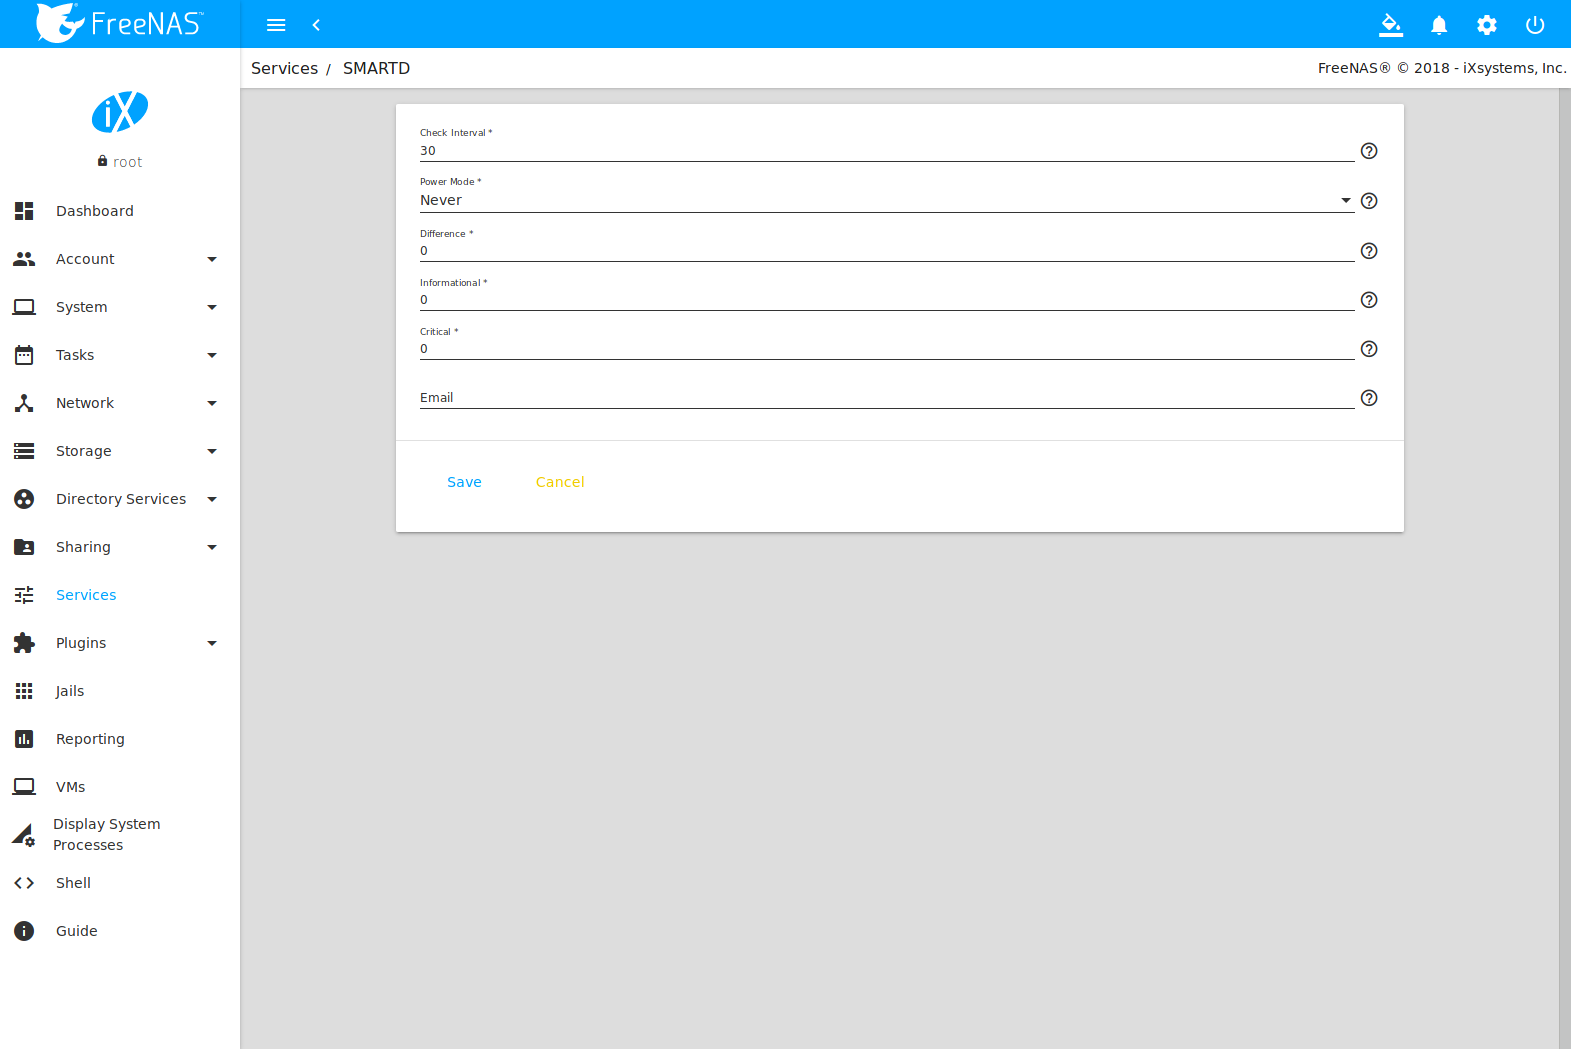 FreeNAS™
Services / SMARTD
FreeNAS® © 2018 - iXsystems, Inc.
iX
root
Dashboard
Account
System
Tasks
Network
Storage
Directory Services
Sharing
Services
Plugins
Jails
Reporting
VMs
Display System
Processes
Shell
Guide
Check Interval *
30
Power Mode *
Never
Difference *
0
Informational *
0
Critical *
0
Email
Save Cancel